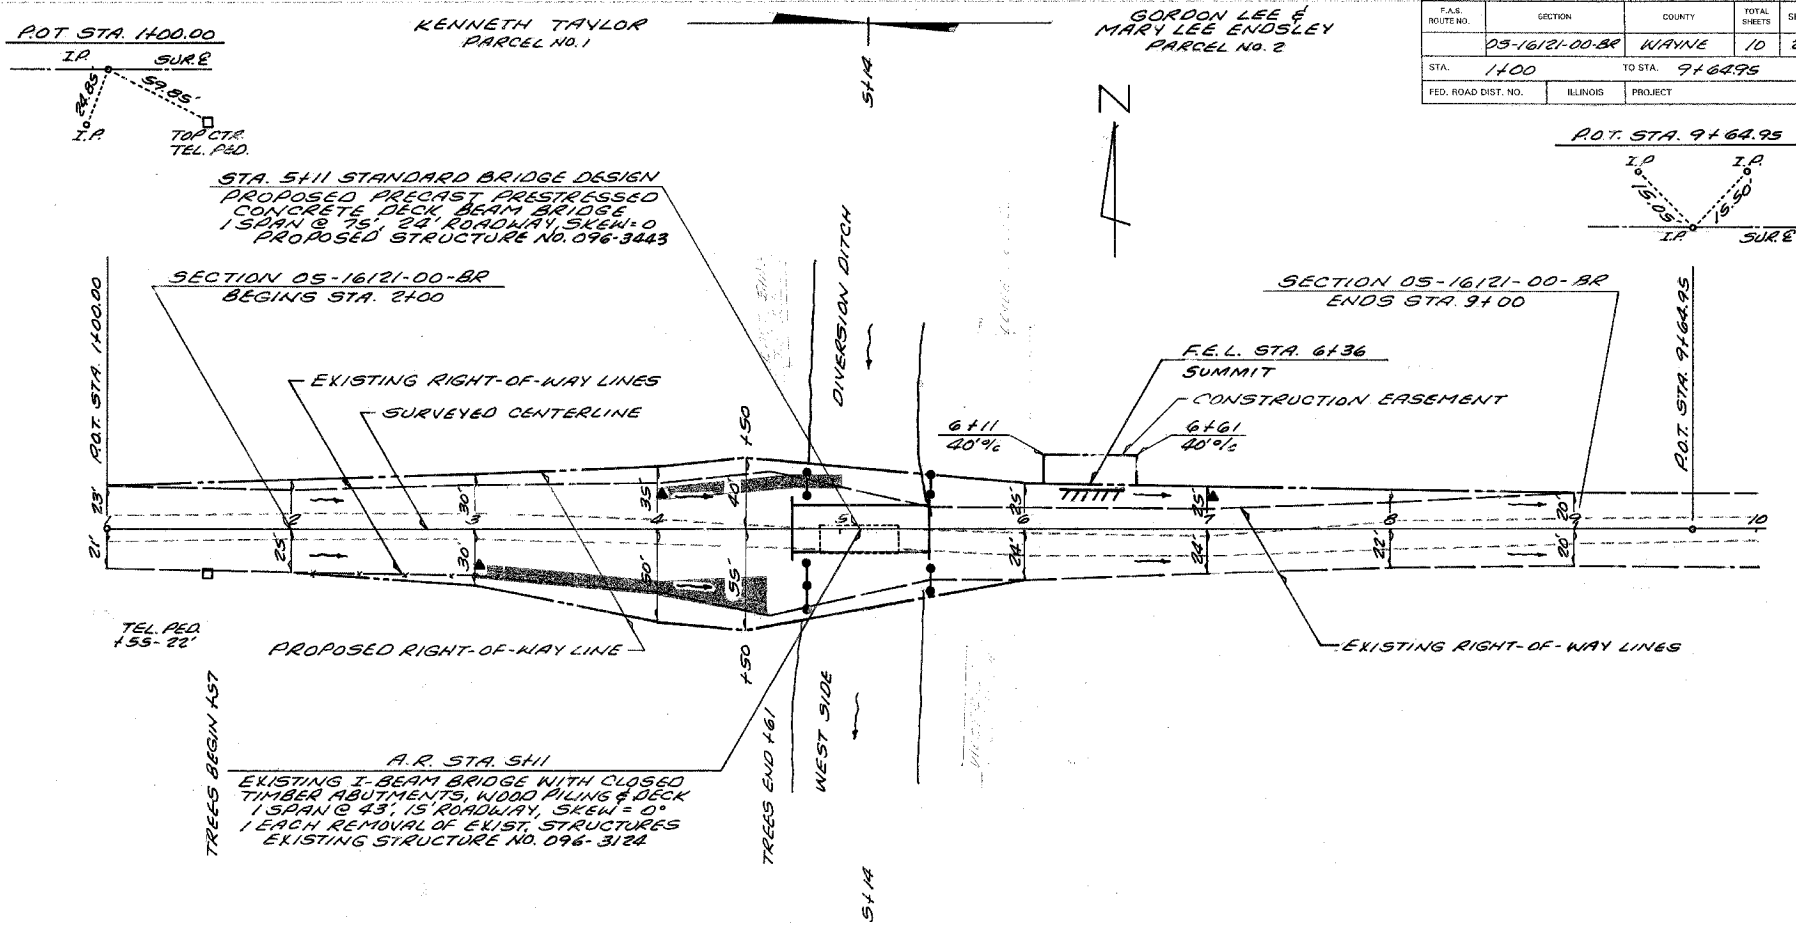 P.O.T STA. 1+00.00
I.P.
SUR. ℄
24.85'
59.85'
I.P.
TOP CTR.
TEL. PED.
KENNETH TAYLOR
PARCEL NO. 1
5+14
GORDON LEE &
MARY LEE ENDSLEY
PARCEL NO. 2
N
F.A.S.
ROUTE NO.
SECTION
COUNTY
TOTAL
SHEETS
05-16121-00-BR
WAYNE
10
STA. 1+00 TO STA. 9+64.95
FED. ROAD DIST. NO.
ILLINOIS
PROJECT
P.O.T. STA. 9+64.95
I.P.
I.P.
15.05'
15.50'
I.P.
SUR. ℄
STA. 5+11 STANDARD BRIDGE DESIGN
PROPOSED PRECAST PRESTRESSED
CONCRETE DECK BEAM BRIDGE
1 SPAN @ 75', 24' ROADWAY, SKEW=0
PROPOSED STRUCTURE NO. 096-3443
SECTION 05-16121-00-BR
BEGINS STA. 2+00
P.O.T. STA. 1+00.00
EXISTING RIGHT-OF-WAY LINES
SURVEYED CENTERLINE
DIVERSION DITCH
SECTION 05-16121-00-BR
ENDS STA. 9+00
F.E.L. STA. 6+36
SUMMIT
CONSTRUCTION EASEMENT
6+11
40' o/c
6+61
40' o/c
P.O.T. STA. 9+64.95
+50
23'
30'
35'
40'
25'
25'
20'
2
3
4
5
6
7
8
9
10
21'
25'
30'
50'
55'
24'
24'
22'
20'
TEL. PED.
+55-22'
PROPOSED RIGHT-OF-WAY LINE
+50
EXISTING RIGHT-OF-WAY LINES
TREES BEGIN +57
TREES END +61
WEST SIDE
A.R. STA. 5+11
EXISTING I-BEAM BRIDGE WITH CLOSED
TIMBER ABUTMENTS, WOOD PILING & DECK
1 SPAN @ 43', 15' ROADWAY, SKEW = 0°
1 EACH REMOVAL OF EXIST. STRUCTURES
EXISTING STRUCTURE NO. 096-3124
5+14